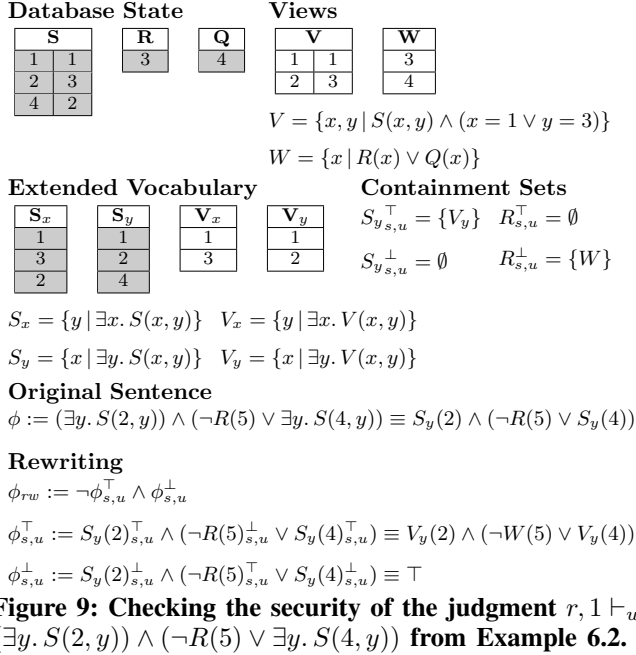 Database State Views
S R Q V W
1 1 3 4 1 1 3
2 3 2 3 4
4 2
V = {x, y | S(x, y) ∧ (x = 1 ∨ y = 3)}
W = {x | R(x) ∨ Q(x)}
Extended Vocabulary Containment Sets
S_x S_y V_x V_y
1 1 1 1
3 2 3 2
2 4
S_y^⊤_{s,u} = {V_y} R^⊤_{s,u} = ∅
S_y^⊥_{s,u} = ∅ R^⊥_{s,u} = {W}
S_x = {y | ∃x. S(x, y)} V_x = {y | ∃x. V(x, y)}
S_y = {x | ∃y. S(x, y)} V_y = {x | ∃y. V(x, y)}
Original Sentence
ϕ := (∃y. S(2, y)) ∧ (¬R(5) ∨ ∃y. S(4, y)) ≡ S_y(2) ∧ (¬R(5) ∨ S_y(4))
Rewriting
ϕ_{rw} := ¬ϕ^⊤_{s,u} ∧ ϕ^⊥_{s,u}
ϕ^⊤_{s,u} := S_y(2)^⊤_{s,u} ∧ (¬R(5)^⊥_{s,u} ∨ S_y(4)^⊤_{s,u}) ≡ V_y(2) ∧ (¬W(5) ∨ V_y(4))
ϕ^⊥_{s,u} := S_y(2)^⊥_{s,u} ∧ (¬R(5)^⊤_{s,u} ∨ S_y(4)^⊥_{s,u}) ≡ ⊤
Figure 9: Checking the security of the judgment r, 1 ⊢_u
(∃y. S(2, y)) ∧ (¬R(5) ∨ ∃y. S(4, y)) from Example 6.2.